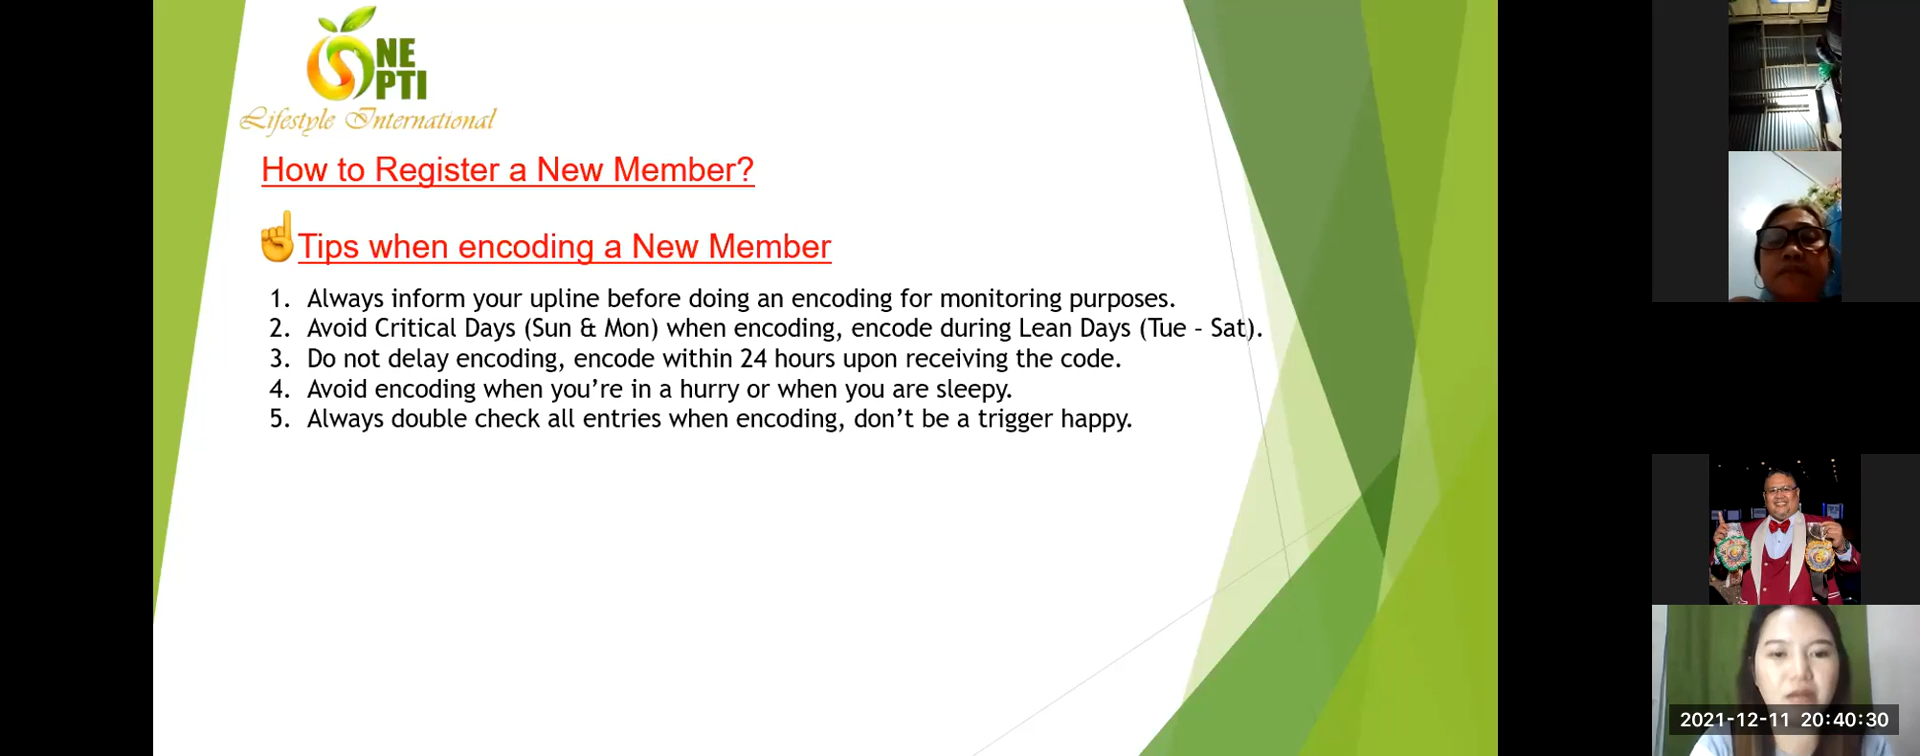 NE
PTI
Lifestyle International
How to Register a New Member?
Tips when encoding a New Member
1. Always inform your upline before doing an encoding for monitoring purposes.
2. Avoid Critical Days (Sun & Mon) when encoding, encode during Lean Days (Tue - Sat).
3. Do not delay encoding, encode within 24 hours upon receiving the code.
4. Avoid encoding when you’re in a hurry or when you are sleepy.
5. Always double check all entries when encoding, don’t be a trigger happy.
2021-12-11 20:40:30